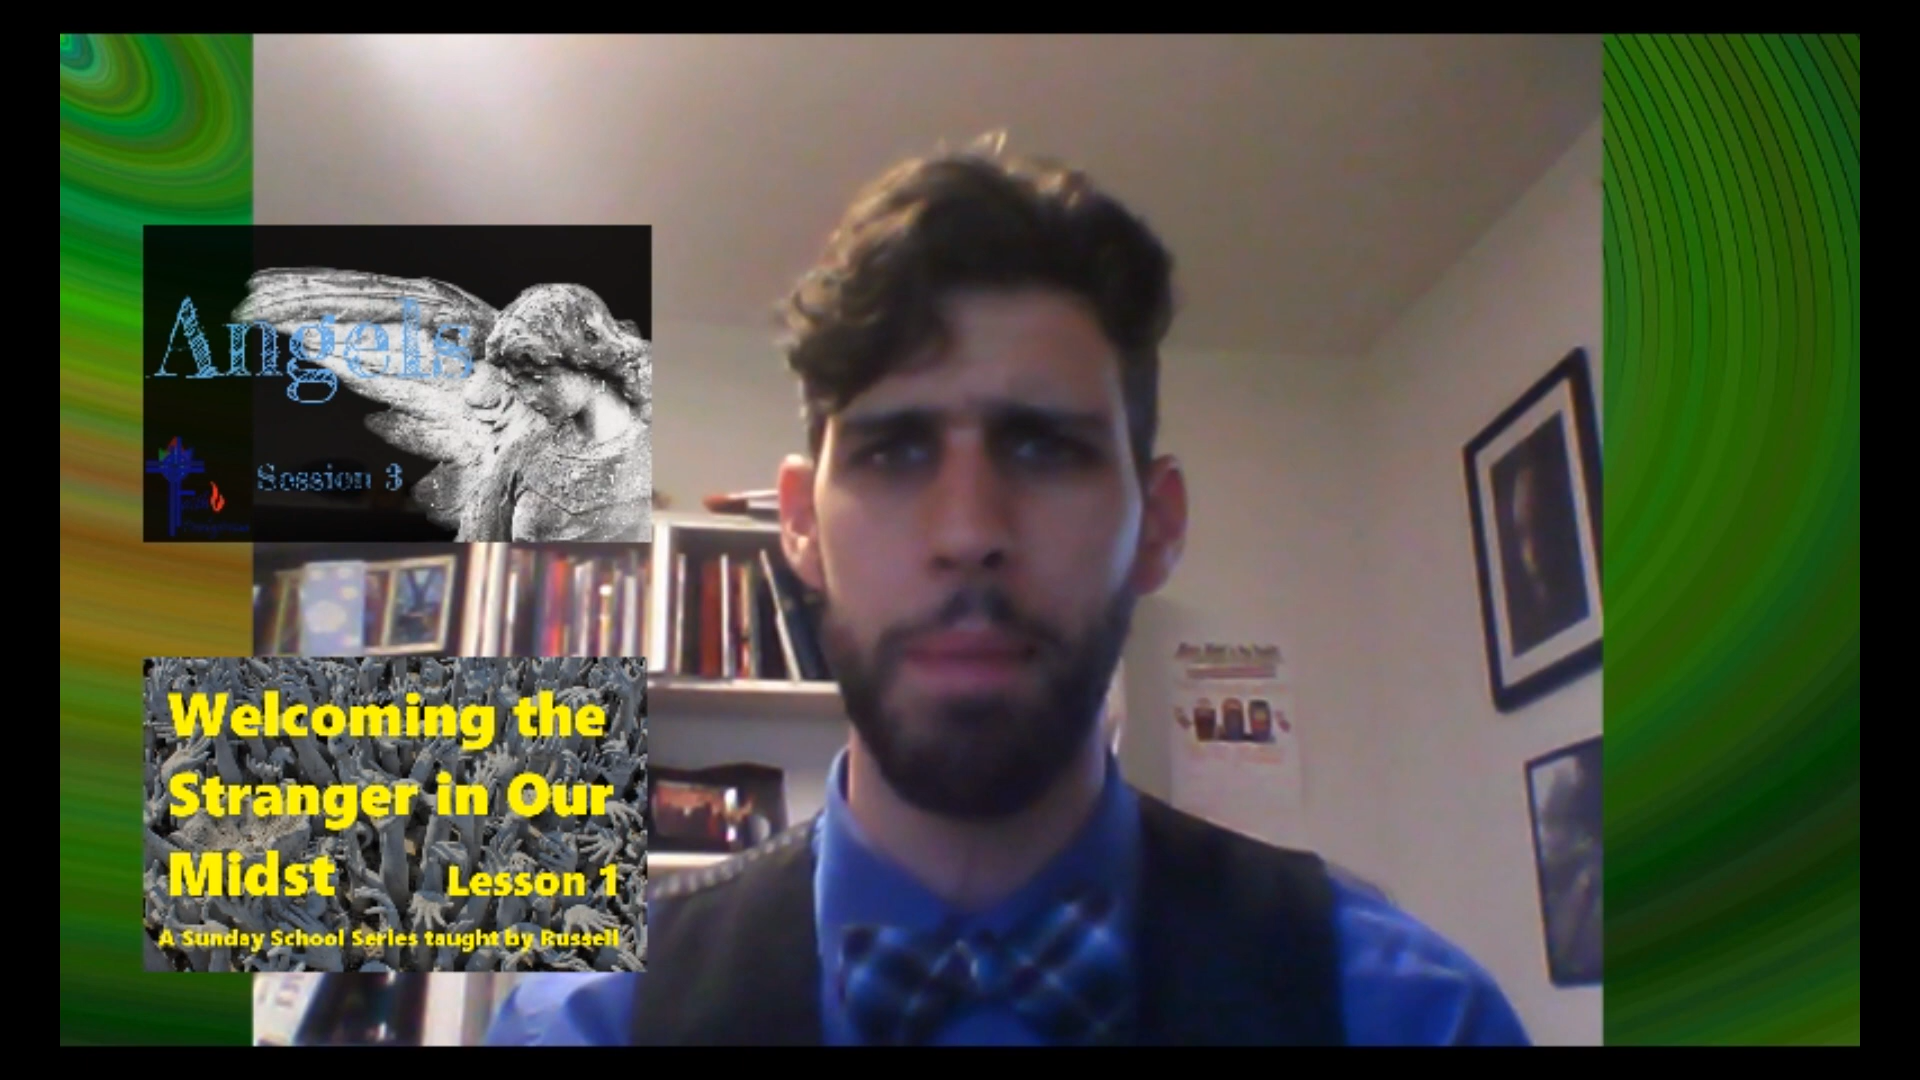 Angels
Session 3
Welcoming the
Stranger in Our
Midst Lesson 1
A Sunday School Series taught by Russell